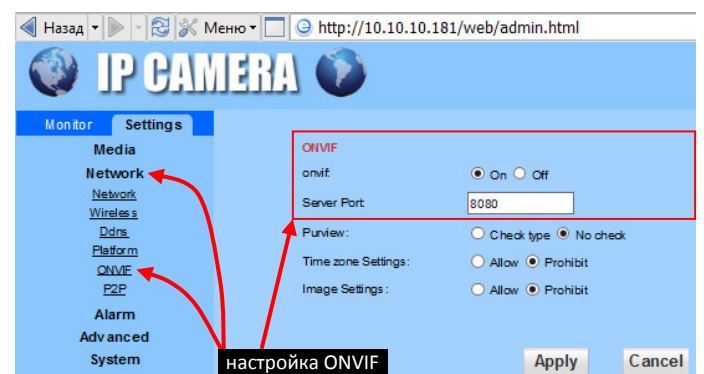 Назад Меню http://10.10.10.181/web/admin.html
IP CAMERA
Monitor Settings
Media
Network
Network
Wireless
Ddns
Platform
ONVIF
P2P
Alarm
Advanced
System
ONVIF
onvif: On Off
Server Port: 8080
Purview: Check type No check
Time zone Settings: Allow Prohibit
Image Settings: Allow Prohibit
настройка ONVIF
Apply Cancel